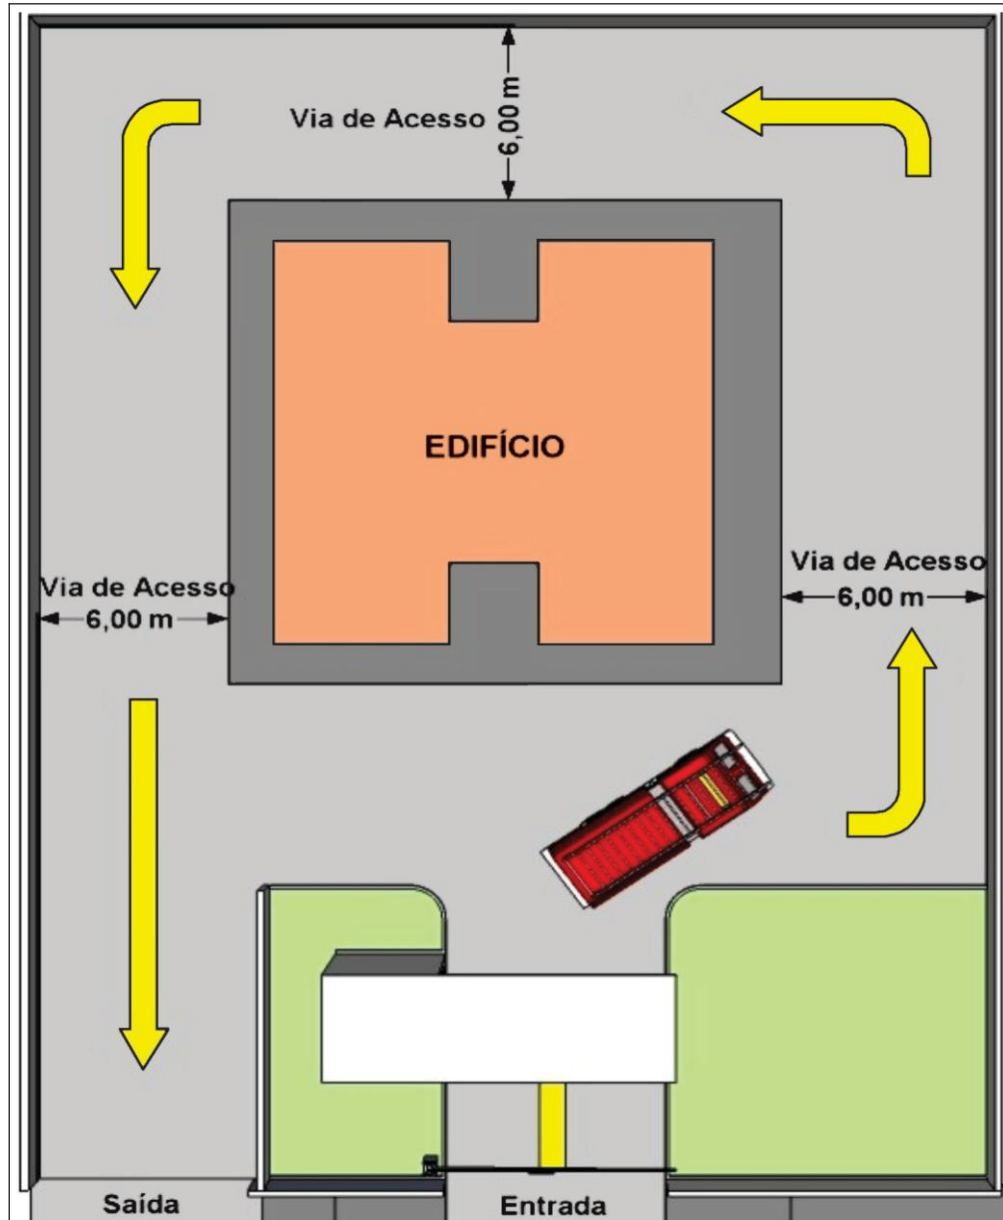 Via de Acesso
6,00 m
EDIFÍCIO
Via de Acesso
6,00 m
Via de Acesso
6,00 m
Saída
Entrada